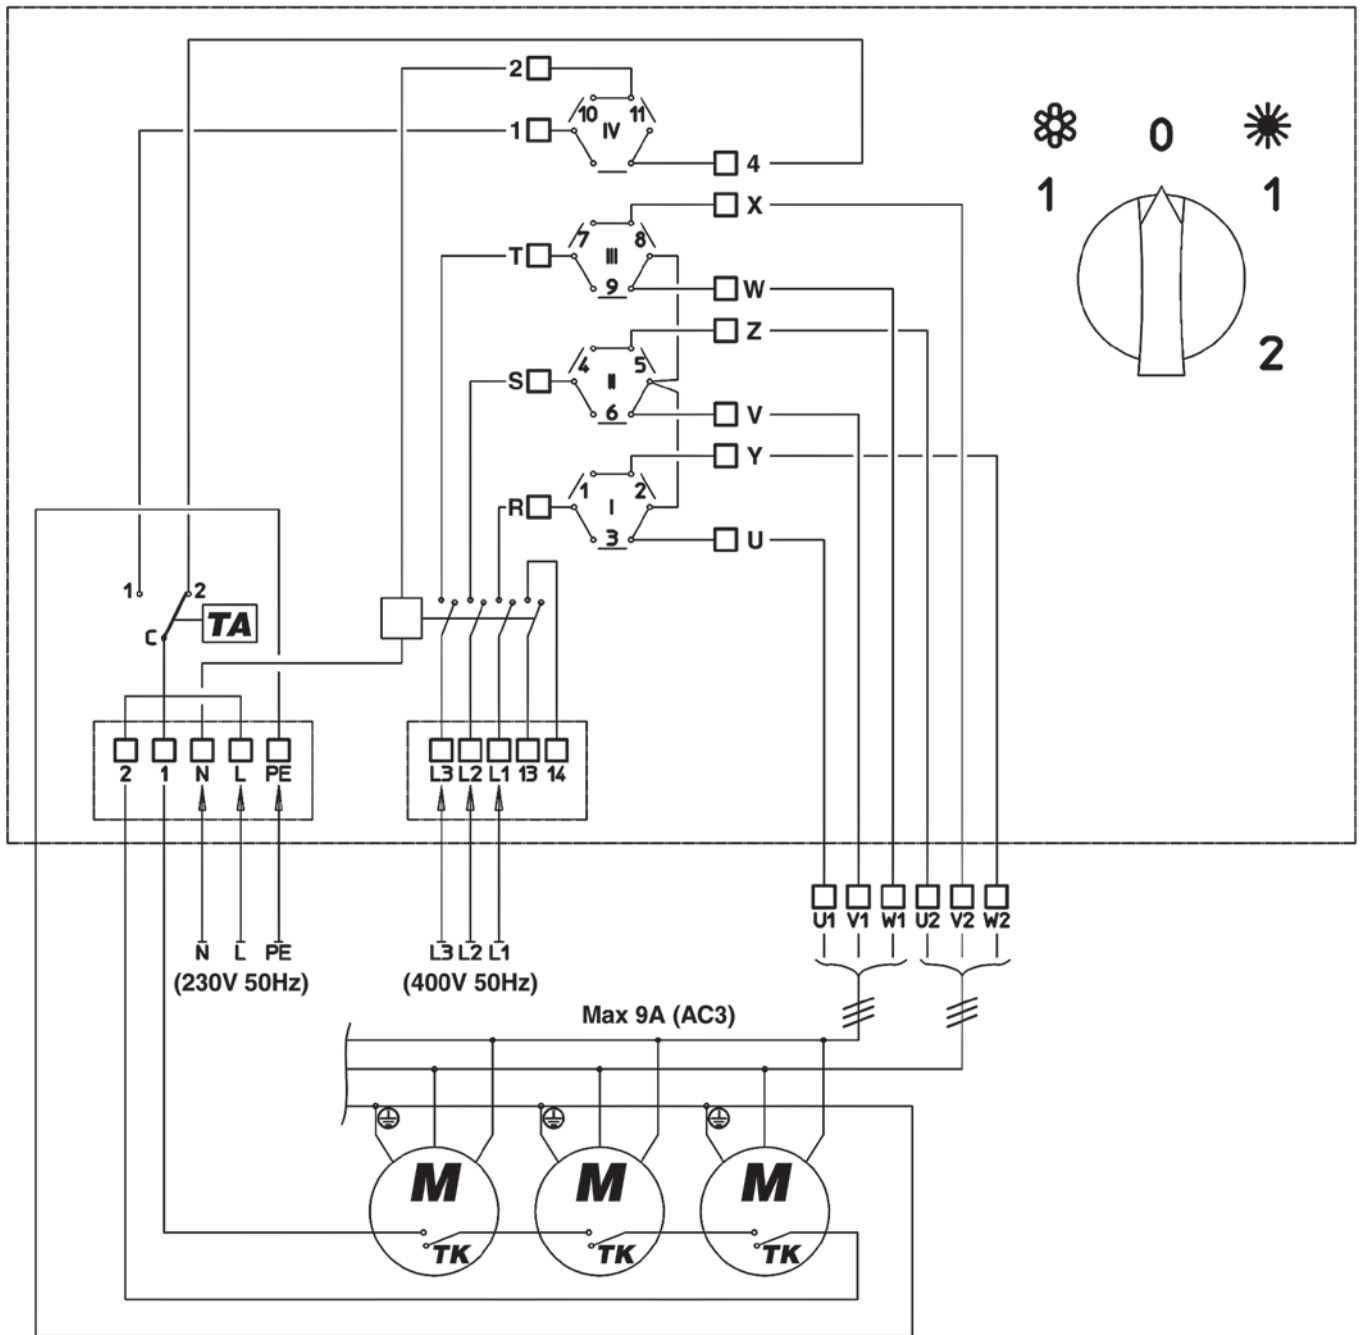 2
10 11
1 IV
4
0
1 1
2
X
7 8
T III
9 W
Z
4 5
S II
6 V
Y
1 2
R I
3 U
1 2
C TA
2 1 N L PE
L3 L2 L1 13 14
U1 V1 W1 U2 V2 W2
N L PE
L3 L2 L1
(230V 50Hz)
(400V 50Hz)
Max 9A (AC3)
M M M
TK TK TK